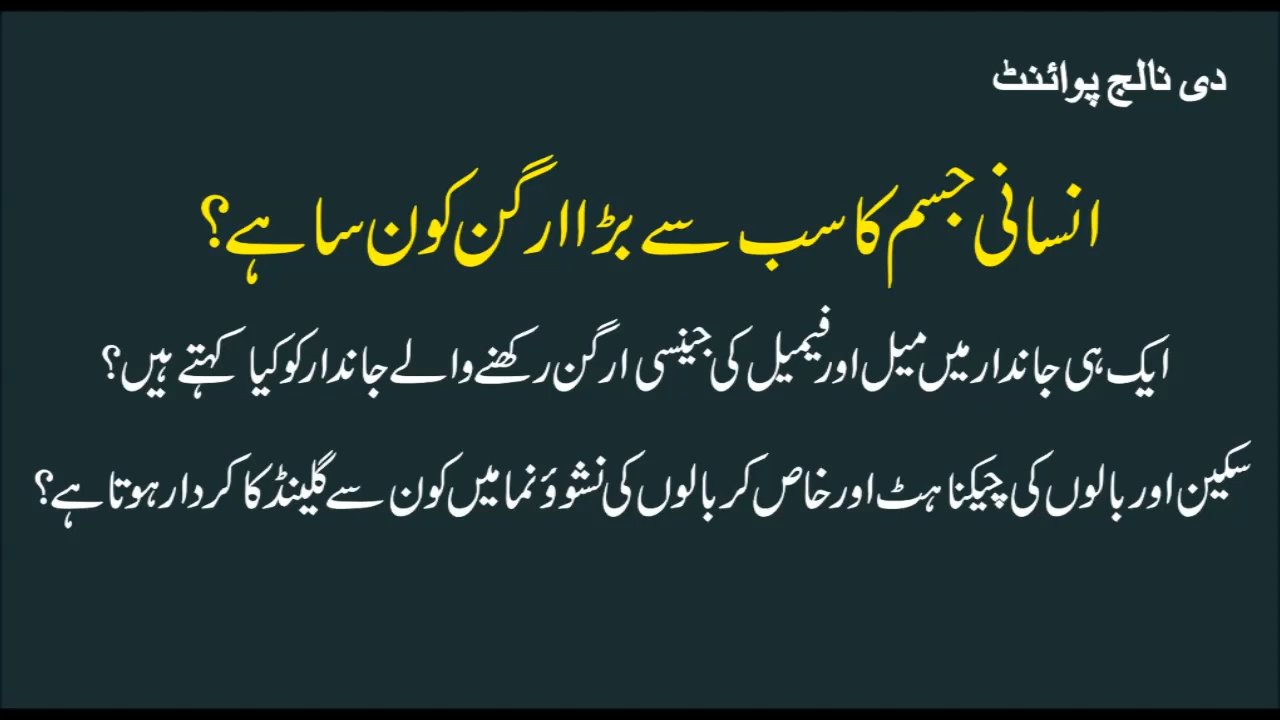 دی نالج پوائنٹ
انسانی جسم کا سب سے بڑا ارگن کون سا ہے؟
ایک ہی جاندار میں میل اور فیمیل کی جینسی ارگن رکھنے والے جاندار کو کیا کہتے ہیں؟
سکین اور بالوں کی چیکناہٹ اور خاص کر بالوں کی نشوؤنما میں کون سے گلینڈ کا کردار ہوتا ہے؟